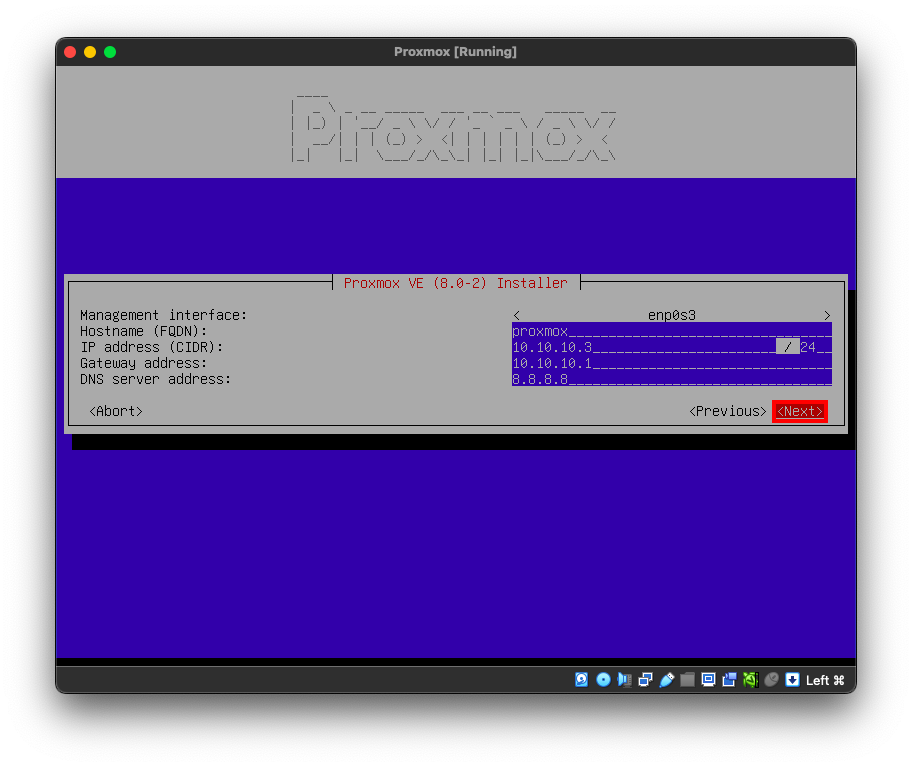 Proxmox [Running]
Proxmox
Proxmox VE (8.0-2) Installer
Management interface: < enp0s3 >
Hostname (FQDN): proxmox
IP address (CIDR): 10.10.10.3 / 24
Gateway address: 10.10.10.1
DNS server address: 8.8.8.8
<Abort> <Previous> <Next>
Left ⌘